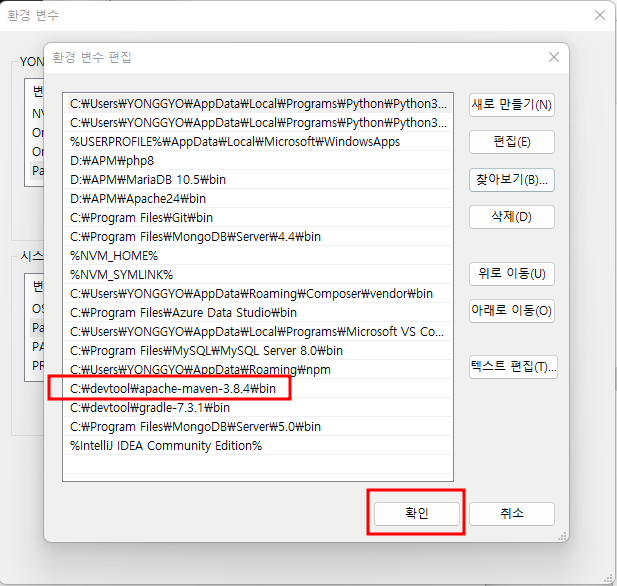 환경 변수
YON
변
NV
On
On
Pa
시스
변
OS
Pa
PA
PR
환경 변수 편집
C:₩Users₩YONGGYO₩AppData₩Local₩Programs₩Python₩Python3...
C:₩Users₩YONGGYO₩AppData₩Local₩Programs₩Python₩Python3...
%USERPROFILE%₩AppData₩Local₩Microsoft₩WindowsApps
D:₩APM₩php8
D:₩APM₩MariaDB 10.5₩bin
D:₩APM₩Apache24₩bin
C:₩Program Files₩Git₩bin
C:₩Program Files₩MongoDB₩Server₩4.4₩bin
%NVM_HOME%
%NVM_SYMLINK%
C:₩Users₩YONGGYO₩AppData₩Roaming₩Composer₩vendor₩bin
C:₩Program Files₩Azure Data Studio₩bin
C:₩Users₩YONGGYO₩AppData₩Local₩Programs₩Microsoft VS Co...
C:₩Program Files₩MySQL₩MySQL Server 8.0₩bin
C:₩Users₩YONGGYO₩AppData₩Roaming₩npm
C:₩devtool₩apache-maven-3.8.4₩bin
C:₩devtool₩gradle-7.3.1₩bin
C:₩Program Files₩MongoDB₩Server₩5.0₩bin
%IntelliJ IDEA Community Edition%
새로 만들기(N)
편집(E)
찾아보기(B)...
삭제(D)
위로 이동(U)
아래로 이동(O)
텍스트 편집(T)...
확인
취소